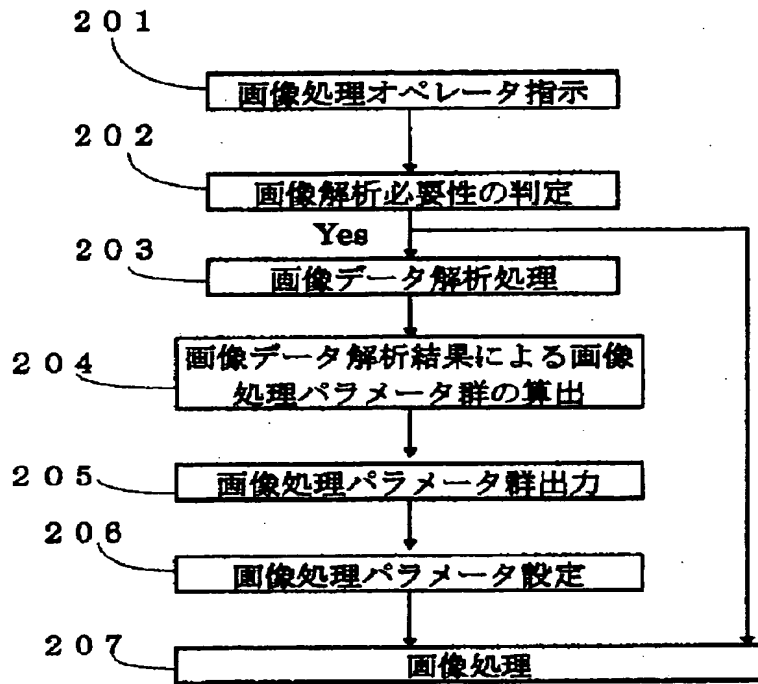 ２０１
画像処理オペレータ指示
２０２
画像解析必要性の判定
Yes
２０３
画像データ解析処理
２０４
画像データ解析結果による画像
処理パラメータ群の算出
２０５
画像処理パラメータ群出力
２０６
画像処理パラメータ設定
２０７
画像処理